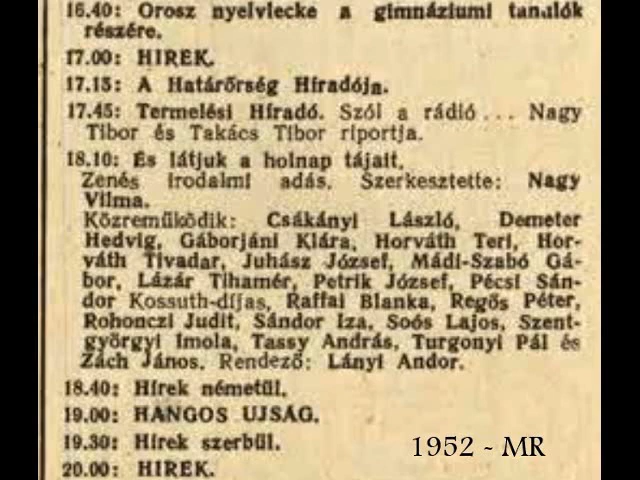 16.40: Orosz nyelvlecke a gimnáziumi tanulók
részére.
17.00: HIREK.
17.15: A Határőrség Híradója.
17.45: Termelési Híradó. Szól a rádió... Nagy
Tibor és Takács Tibor riportja.
18.10: És látjuk a holnap tájait.
Zenés irodalmi adás. Szerkesztette: Nagy
Vilma.
Közreműködik: Csákányi László, Demeter
Hedvig, Gáborjáni Klára, Horváth Teri, Hor-
váth Tivadar, Juhász József, Mádi-Szabó Gá-
bor, Lázár Tihamér, Petrik József, Pécsi Sán-
dor Kossuth-díjas, Raffai Blanka, Regős Péter,
Rohonczi Judit, Sándor Iza, Soós Lajos, Szent-
györgyi Imola, Tassy András, Turgonyi Pál és
Zách János. Rendező: Lányi Andor.
18.40: Hírek németül.
19.00: HANGOS UJSÁG.
19.30: Hírek szerbül.
20.00: HIREK.
1952 - MR